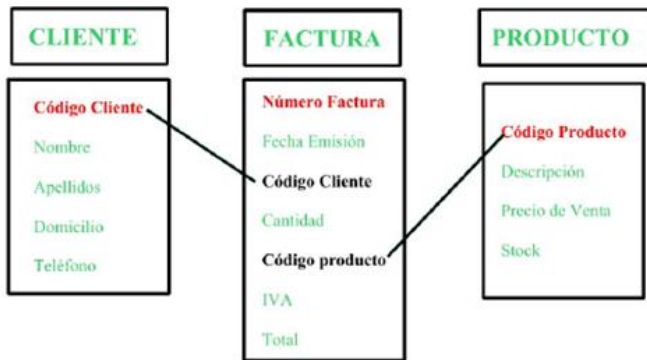 CLIENTE
Código Cliente
Nombre
Apellidos
Domicilio
Teléfono
FACTURA
Número Factura
Fecha Emisión
Código Cliente
Cantidad
Código producto
IVA
Total
PRODUCTO
Código Producto
Descripción
Precio de Venta
Stock